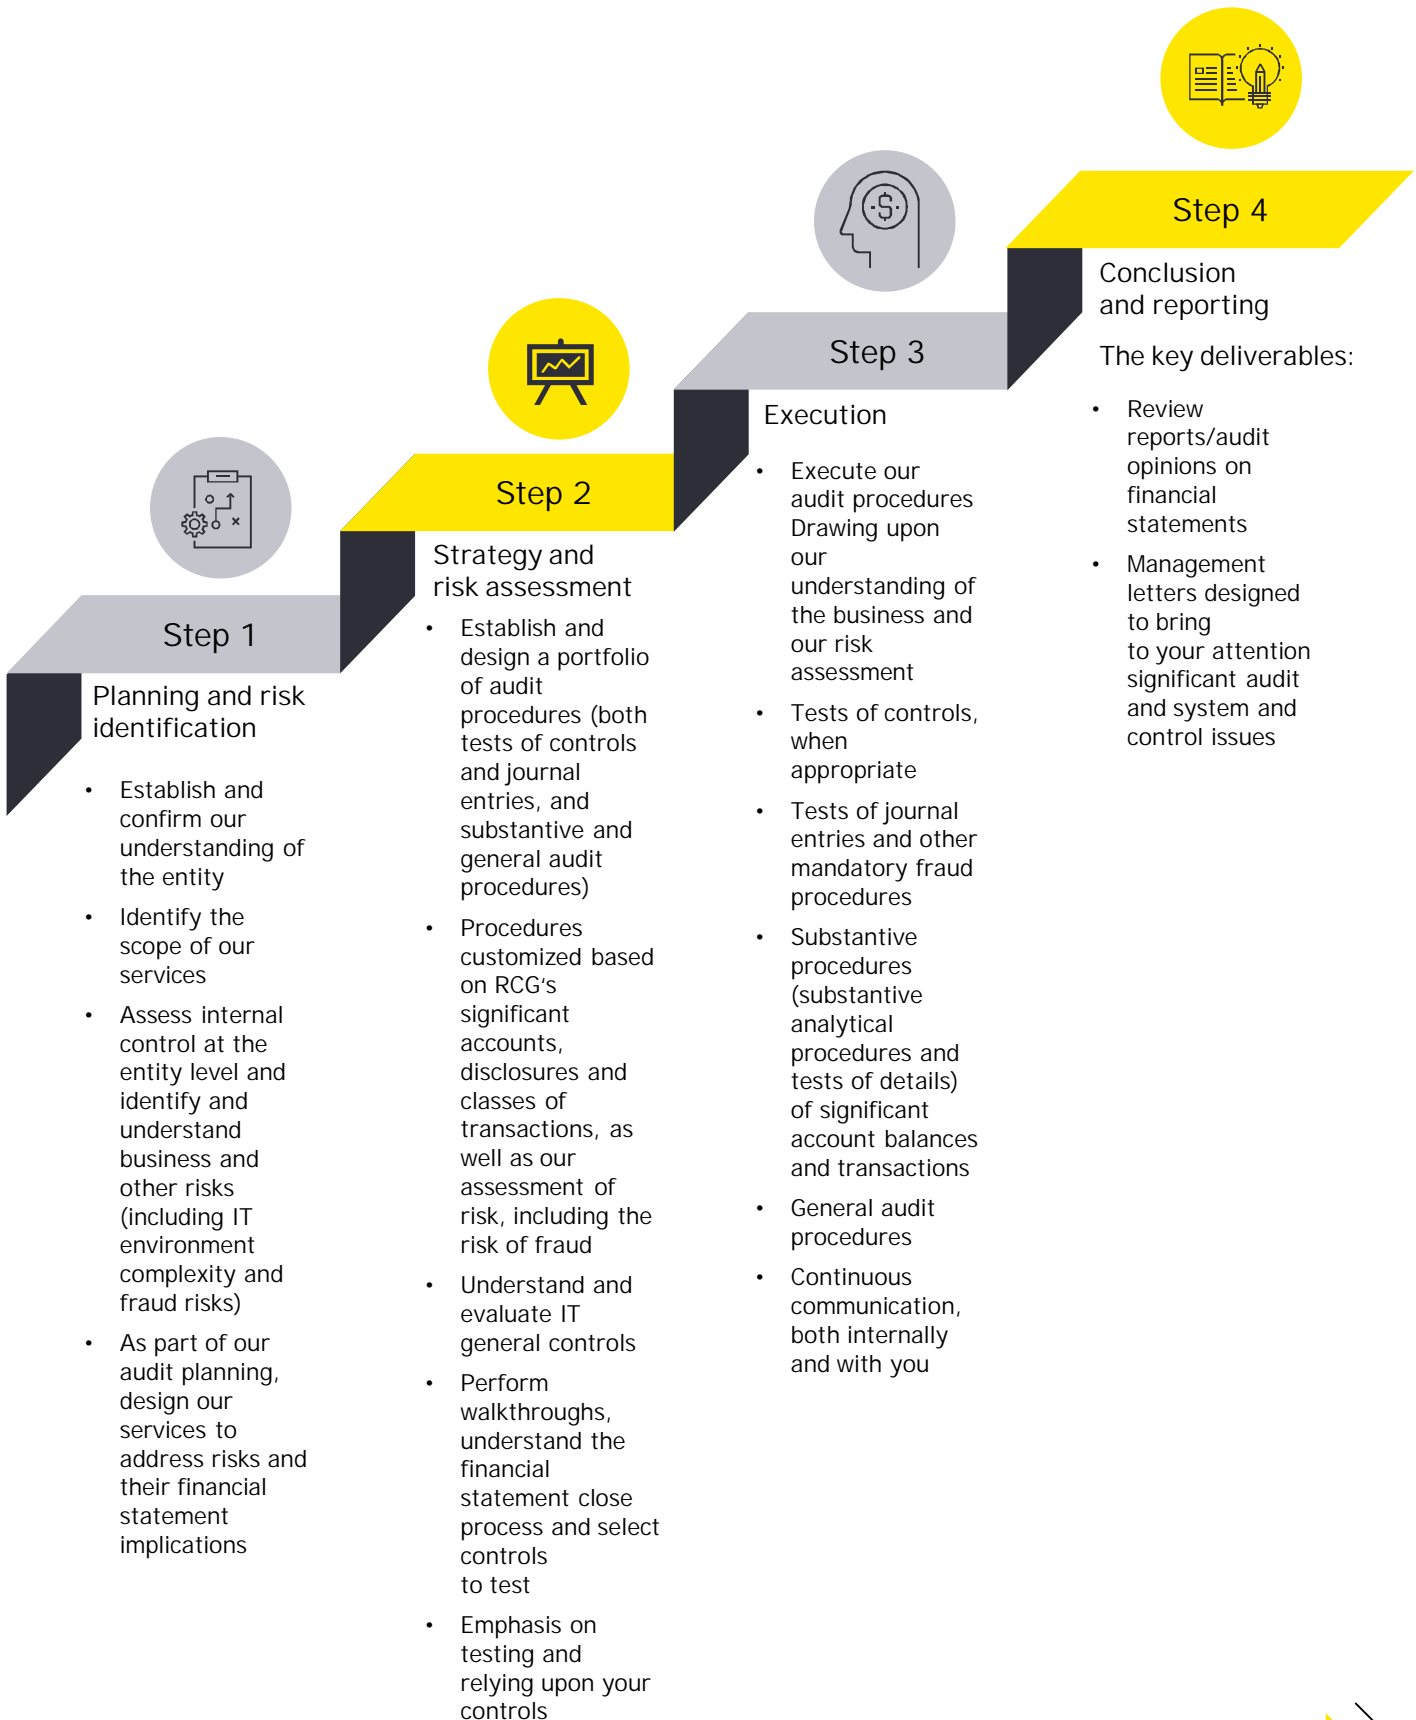 Step 1
Planning and risk
identification
• Establish and
confirm our
understanding of
the entity
• Identify the
scope of our
services
• Assess internal
control at the
entity level and
identify and
understand
business and
other risks
(including IT
environment
complexity and
fraud risks)
• As part of our
audit planning,
design our
services to
address risks and
their financial
statement
implications
Step 2
Strategy and
risk assessment
• Establish and
design a portfolio
of audit
procedures (both
tests of controls
and journal
entries, and
substantive and
general audit
procedures)
• Procedures
customized based
on RCG‘s
significant
accounts,
disclosures and
classes of
transactions, as
well as our
assessment of
risk, including the
risk of fraud
• Understand and
evaluate IT
general controls
• Perform
walkthroughs,
understand the
financial
statement close
process and select
controls
to test
• Emphasis on
testing and
relying upon your
controls
Step 3
Execution
• Execute our
audit procedures
Drawing upon
our
understanding of
the business and
our risk
assessment
• Tests of controls,
when
appropriate
• Tests of journal
entries and other
mandatory fraud
procedures
• Substantive
procedures
(substantive
analytical
procedures and
tests of details)
of significant
account balances
and transactions
• General audit
procedures
• Continuous
communication,
both internally
and with you
Step 4
Conclusion
and reporting
The key deliverables:
• Review
reports/audit
opinions on
financial
statements
• Management
letters designed
to bring
to your attention
significant audit
and system and
control issues